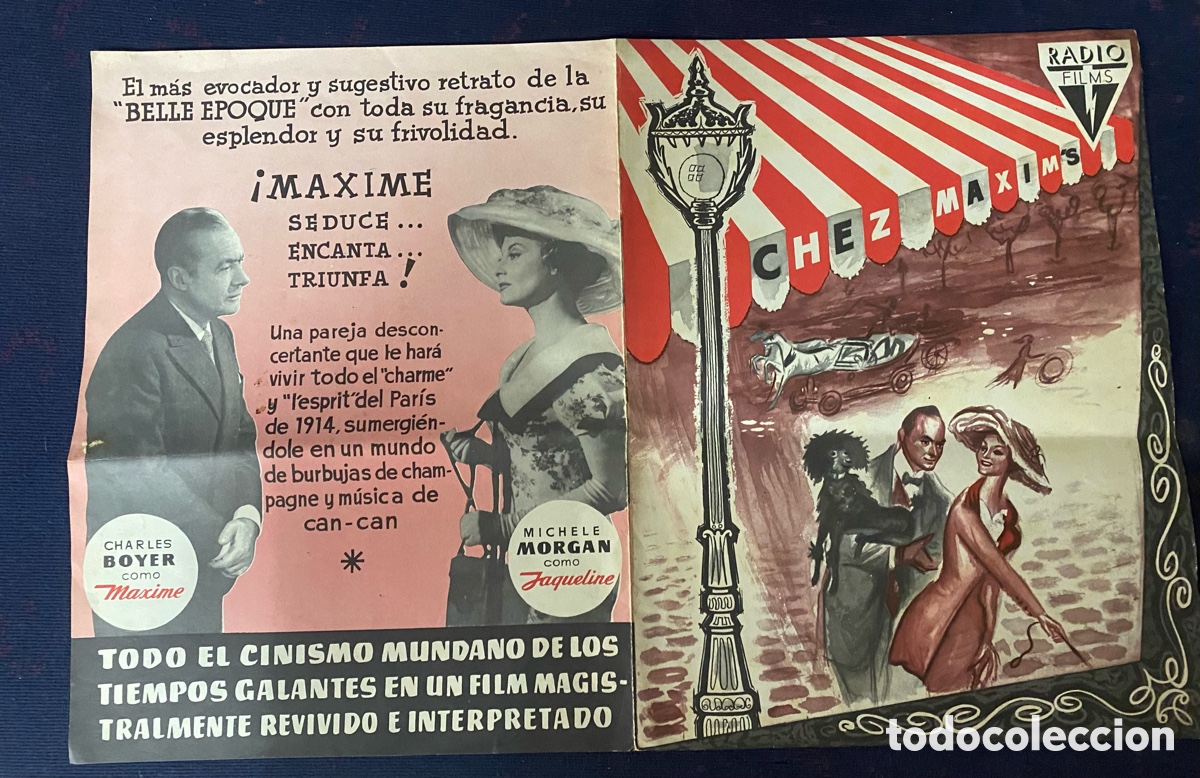 El más evocador y sugestivo retrato de la
"BELLE EPOQUE" con toda su fragancia, su
esplendor y su frivolidad.
¡MAXIME
SEDUCE...
ENCANTA...
TRIUNFA!
Una pareja descon-
certante que le hará
vivir todo el "charme"
y "l'esprit" del París
de 1914, sumergién-
dole en un mundo
de burbujas de cham-
pagne y música de
can-can
*
CHARLES
BOYER
como
Maxime
MICHELE
MORGAN
como
Jaqueline
TODO EL CINISMO MUNDANO DE LOS
TIEMPOS GALANTES EN UN FILM MAGIS-
TRALMENTE REVIVIDO E INTERPRETADO
RADIO
FILMS
CHEZ MAXIM'S
todocoleccion